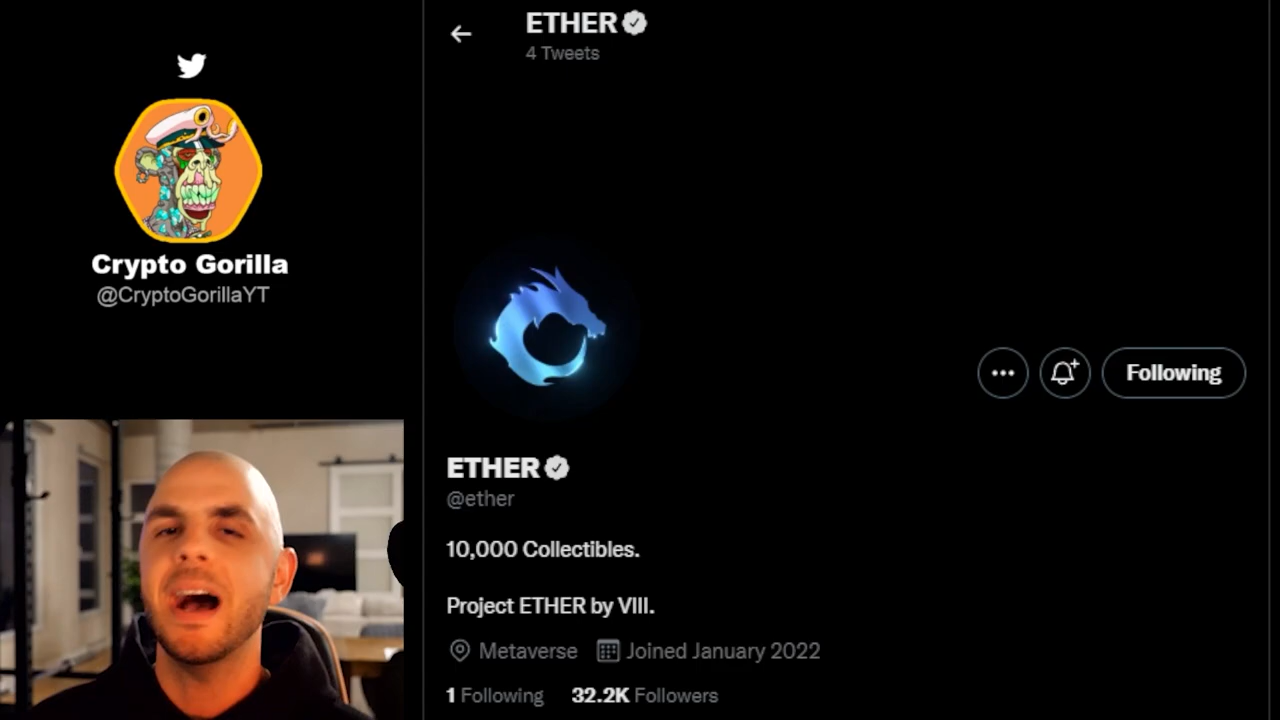 Crypto Gorilla
@CryptoGorillaYT
ETHER
4 Tweets
Following
ETHER
@ether
10,000 Collectibles.
Project ETHER by VIII.
Metaverse Joined January 2022
1 Following 32.2K Followers